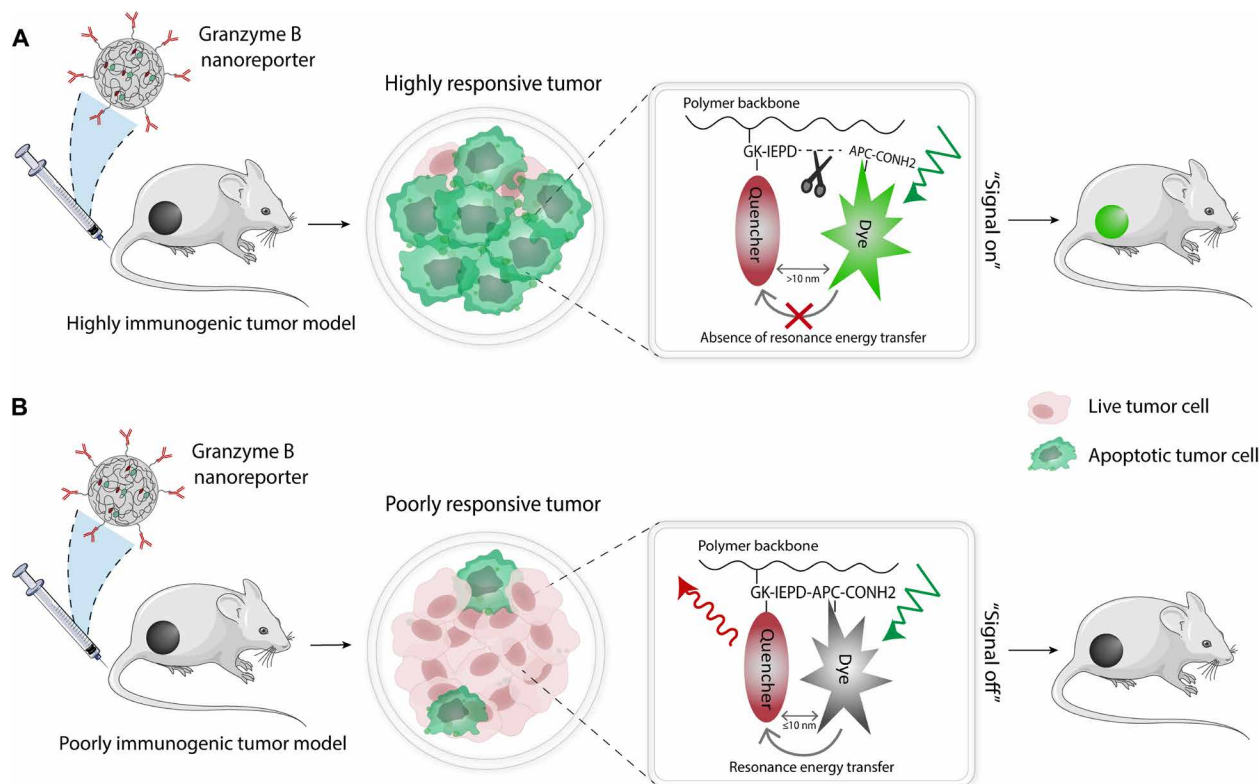 A
Granzyme B
nanoreporter
Highly immunogenic tumor model
Highly responsive tumor
Polymer backbone
GK-IEPD
APC-CONH2
Quencher
Dye
>10 nm
Absence of resonance energy transfer
“Signal on”
Live tumor cell
Apoptotic tumor cell
B
Granzyme B
nanoreporter
Poorly immunogenic tumor model
Poorly responsive tumor
Polymer backbone
GK-IEPD-APC-CONH2
Quencher
Dye
≤10 nm
Resonance energy transfer
“Signal off”